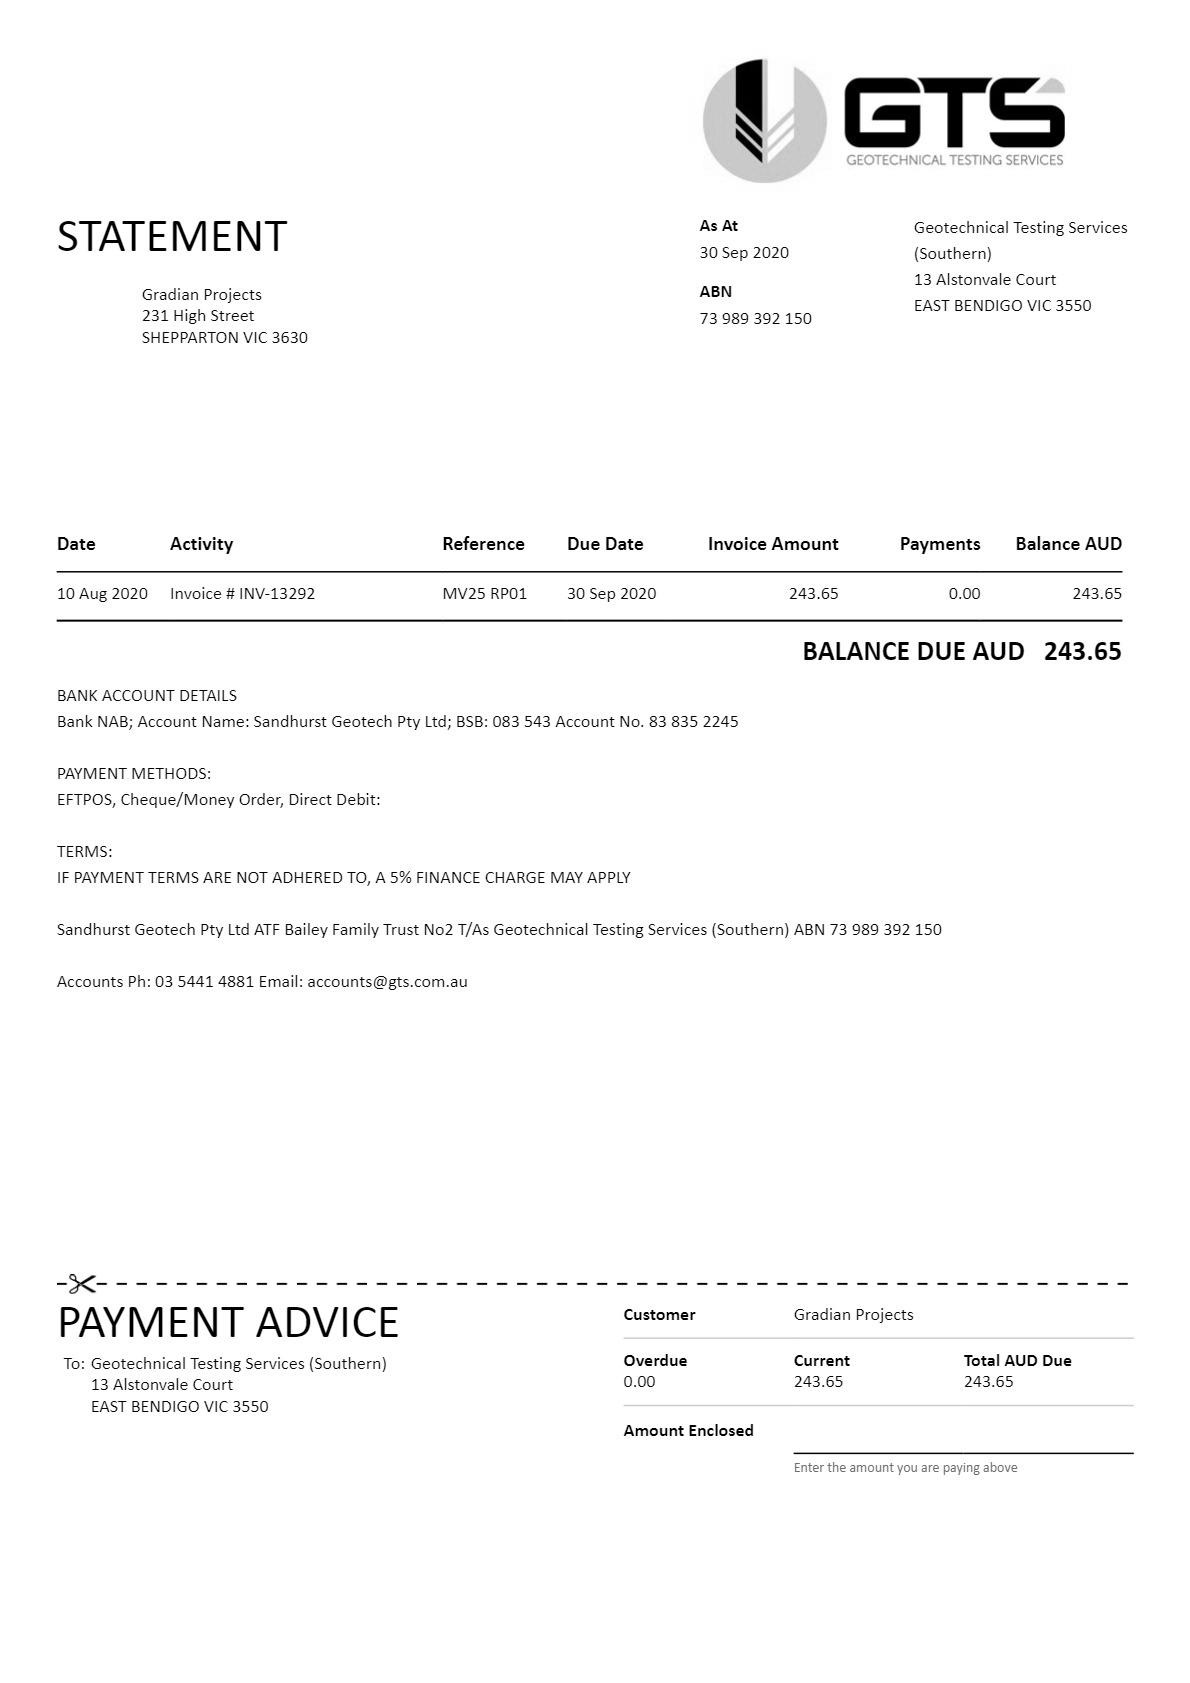 GTS
GEOTECHNICAL TESTING SERVICES
STATEMENT
Gradian Projects
231 High Street
SHEPPARTON VIC 3630
As At
30 Sep 2020
ABN
73 989 392 150
Geotechnical Testing Services
(Southern)
13 Alstonvale Court
EAST BENDIGO VIC 3550
Date Activity Reference Due Date Invoice Amount Payments Balance AUD
10 Aug 2020 Invoice # INV-13292 MV25 RP01 30 Sep 2020 243.65 0.00 243.65
BALANCE DUE AUD 243.65
BANK ACCOUNT DETAILS
Bank NAB; Account Name: Sandhurst Geotech Pty Ltd; BSB: 083 543 Account No. 83 835 2245
PAYMENT METHODS:
EFTPOS, Cheque/Money Order, Direct Debit:
TERMS:
IF PAYMENT TERMS ARE NOT ADHERED TO, A 5% FINANCE CHARGE MAY APPLY
Sandhurst Geotech Pty Ltd ATF Bailey Family Trust No2 T/As Geotechnical Testing Services (Southern) ABN 73 989 392 150
Accounts Ph: 03 5441 4881 Email: accounts@gts.com.au
PAYMENT ADVICE
To: Geotechnical Testing Services (Southern)
13 Alstonvale Court
EAST BENDIGO VIC 3550
Customer Gradian Projects
Overdue Current Total AUD Due
0.00 243.65 243.65
Amount Enclosed
Enter the amount you are paying above